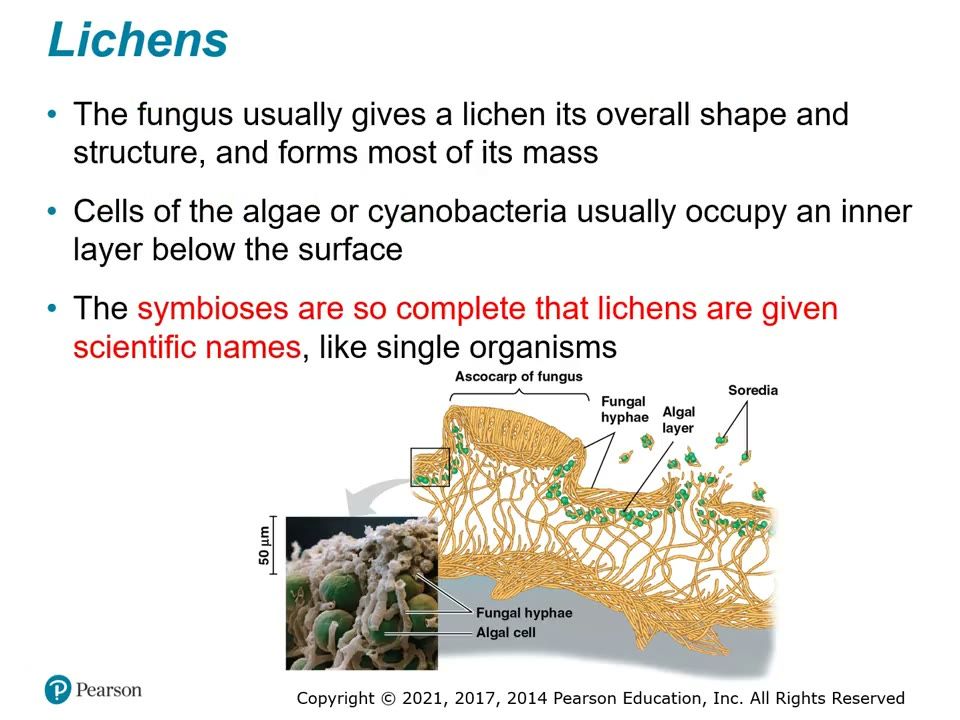 Lichens
• The fungus usually gives a lichen its overall shape and
structure, and forms most of its mass
• Cells of the algae or cyanobacteria usually occupy an inner
layer below the surface
• The symbioses are so complete that lichens are given
scientific names, like single organisms
Ascocarp of fungus
Soredia
Fungal
hyphae
Algal
layer
50 μm
Fungal hyphae
Algal cell
P Pearson
Copyright © 2021, 2017, 2014 Pearson Education, Inc. All Rights Reserved